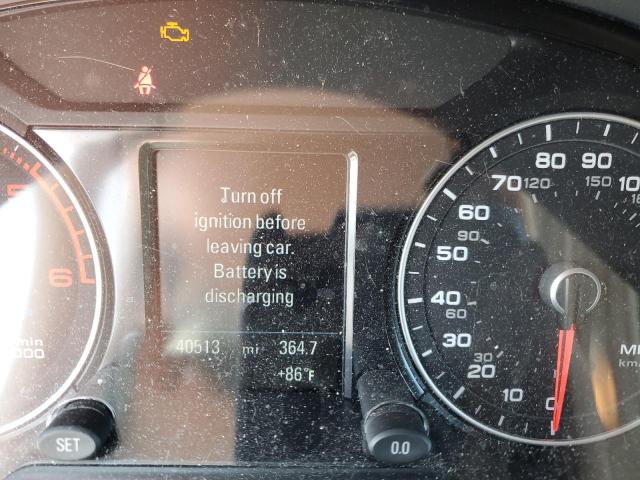 Turn off
ignition before
leaving car.
Battery is
discharging
40513 mi 364.7
+86°F
SET
0.0
5
6
80 90
70 120 150
60
50 90
40 60
30 30
20
10
0